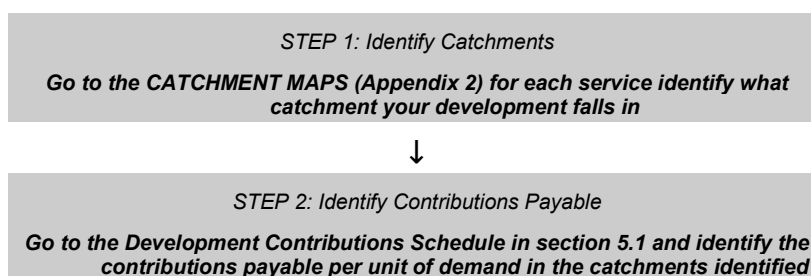 STEP 1: Identify Catchments
Go to the CATCHMENT MAPS (Appendix 2) for each service identify what
catchment your development falls in
↓
STEP 2: Identify Contributions Payable
Go to the Development Contributions Schedule in section 5.1 and identify the
contributions payable per unit of demand in the catchments identified